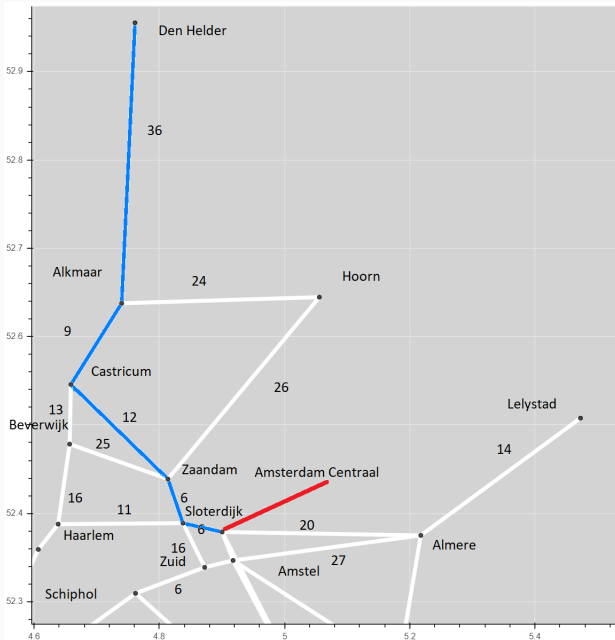 Den Helder
52.9
36
52.8
52.7
Alkmaar
24
Hoorn
9
52.6
Castricum
26
13
12
Lelystad
Beverwijk
25
14
52.5
Zaandam
Amsterdam Centraal
16
6
52.4
11
Sloterdijk
6
20
Haarlem
16
Almere
Zuid
27
Amstel
Schiphol
6
52.3
4.6
4.8
5
5.2
5.4